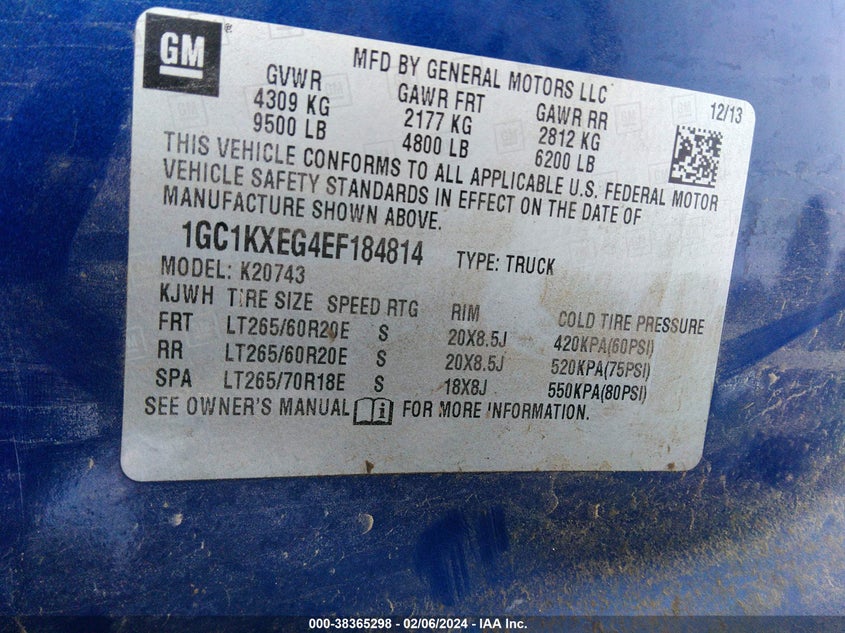 GM
MFD BY GENERAL MOTORS LLC
12/13
GVWR GAWR FRT GAWR RR
4309 KG 2177 KG 2812 KG
9500 LB 4800 LB 6200 LB
THIS VEHICLE CONFORMS TO ALL APPLICABLE U.S. FEDERAL MOTOR
VEHICLE SAFETY STANDARDS IN EFFECT ON THE DATE OF
MANUFACTURE SHOWN ABOVE.
1GC1KXEG4EF184814 TYPE: TRUCK
MODEL: K20743
KJWH TIRE SIZE SPEED RTG RIM COLD TIRE PRESSURE
FRT LT265/60R20E S 20X8.5J 420KPA(60PSI)
RR LT265/60R20E S 20X8.5J 520KPA(75PSI)
SPA LT265/70R18E S 18X8J 550KPA(80PSI)
SEE OWNER'S MANUAL FOR MORE INFORMATION.
000-38365298 - 02/06/2024 - IAA Inc.